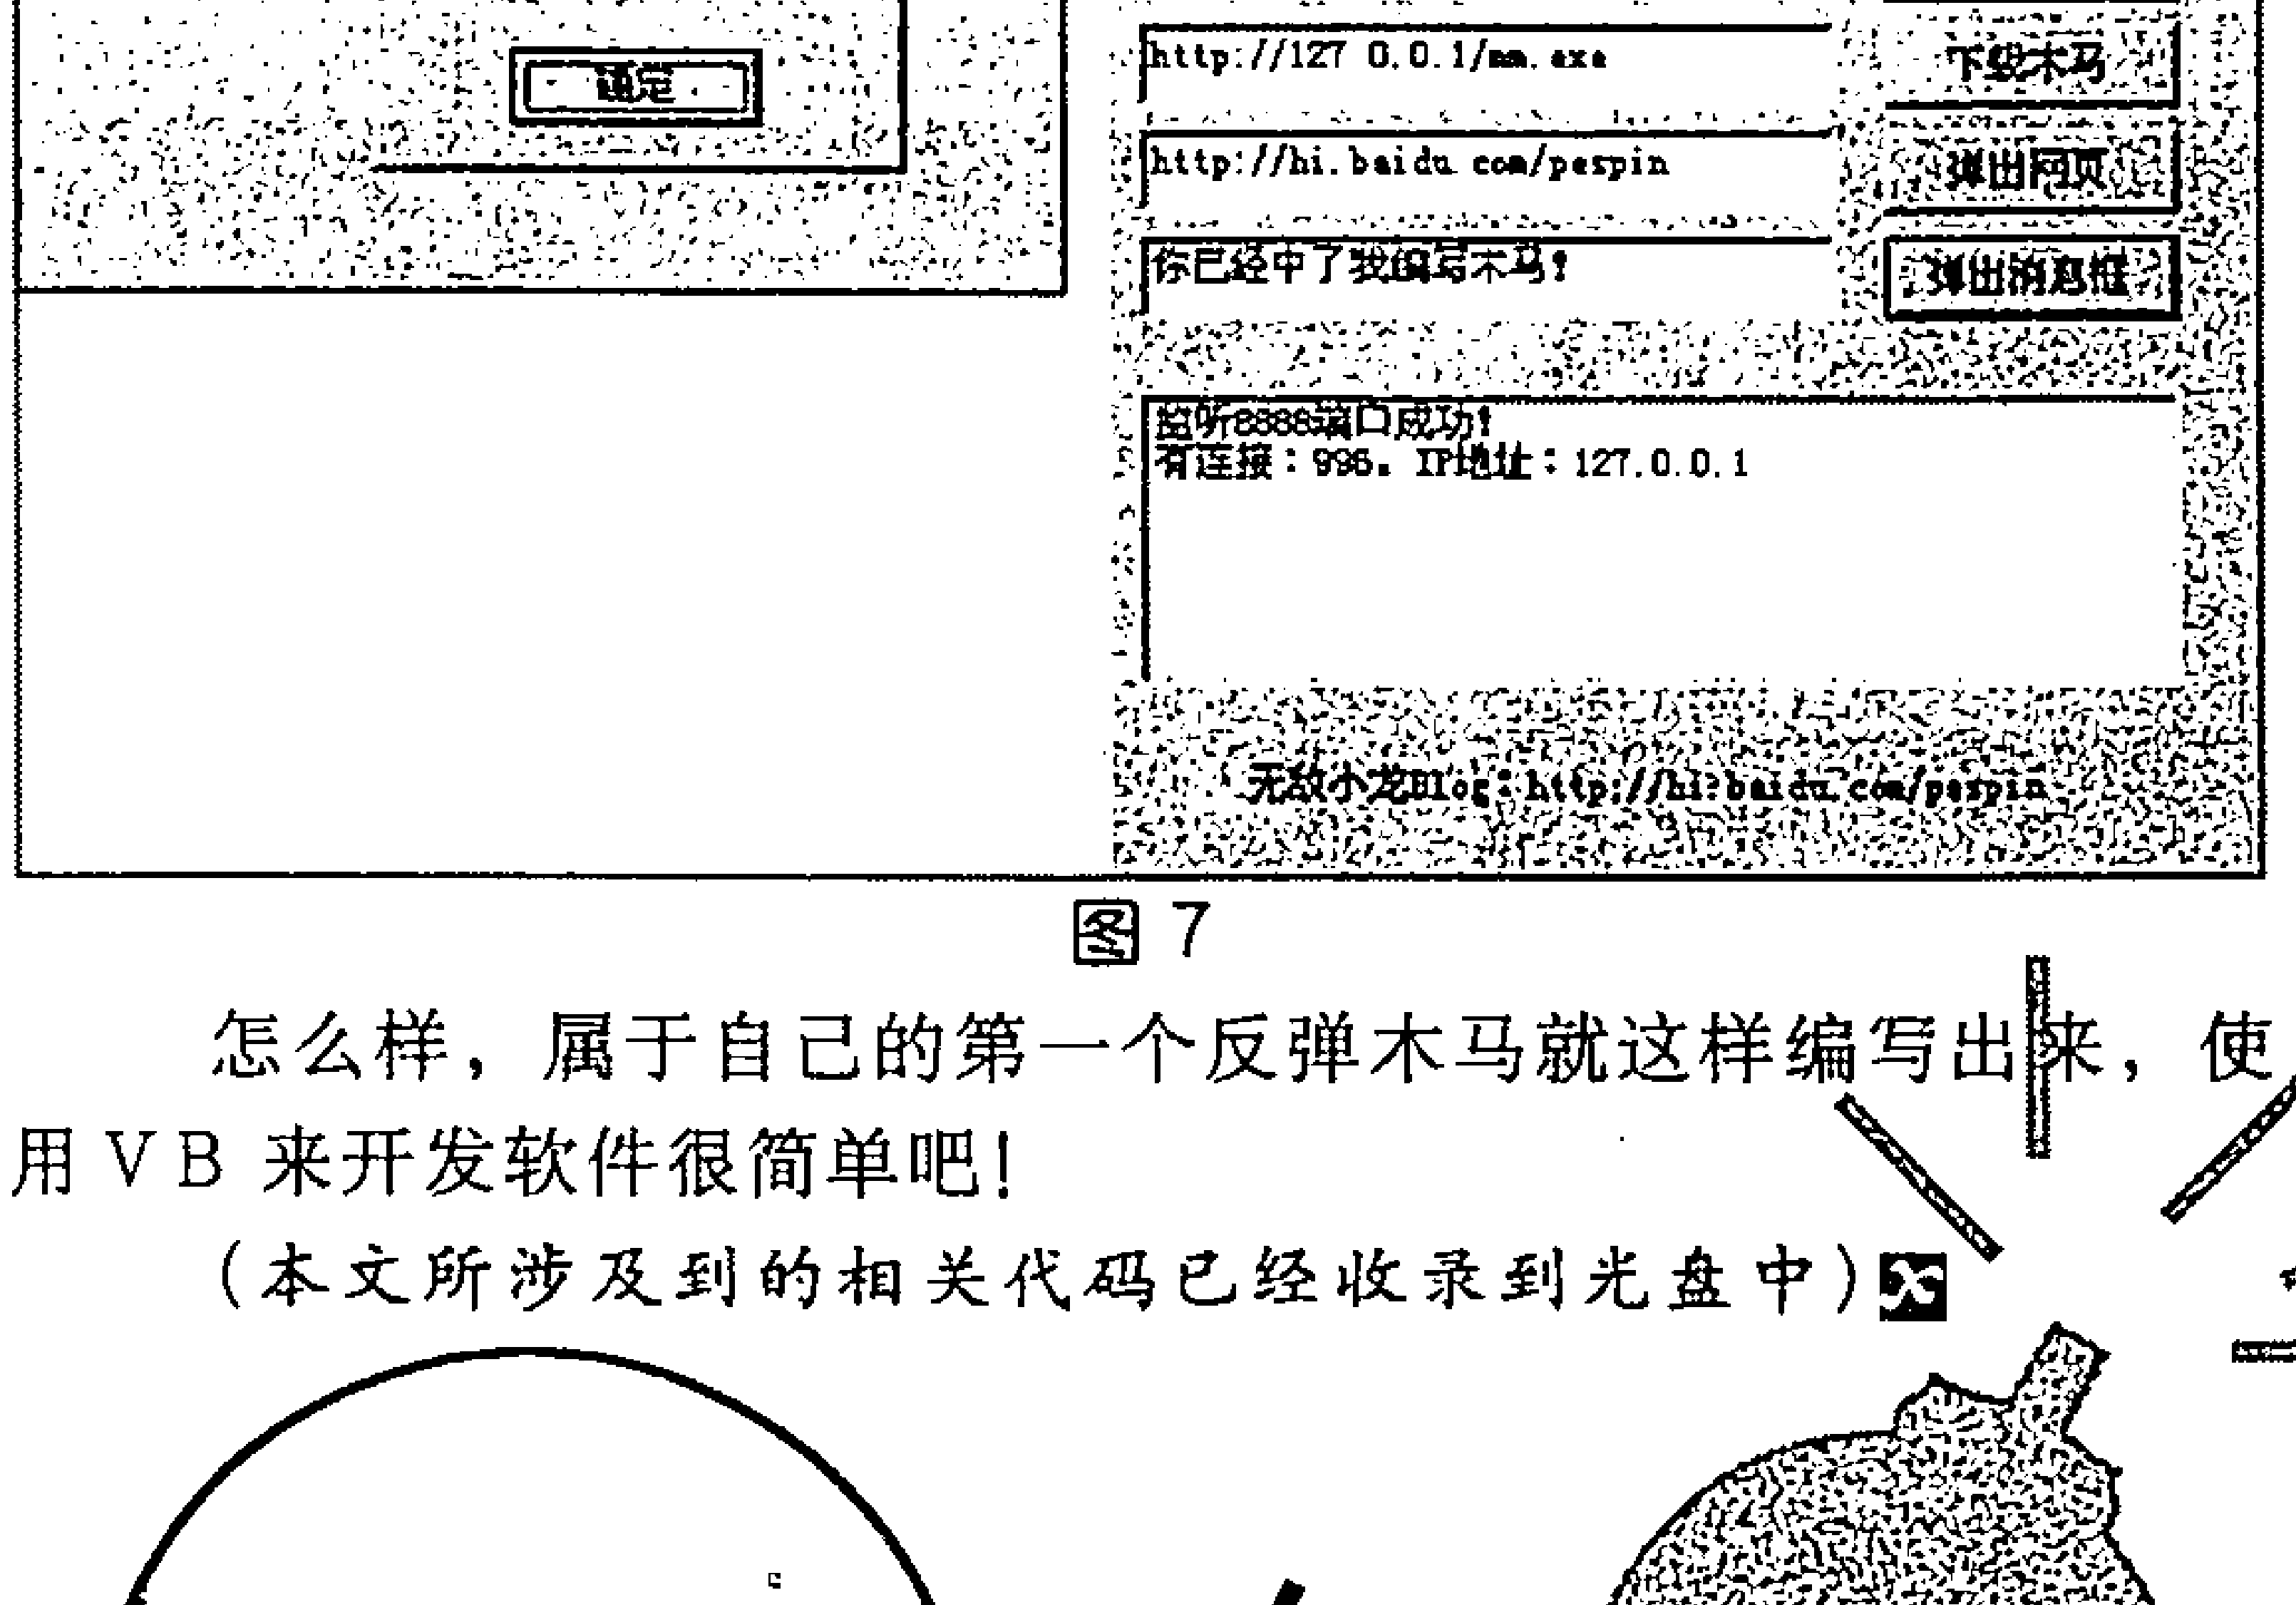 确定
http://127.0.0.1/mm.exe
下载木马
http://hi.baidu.com/pespin
弹出网页
你已经中了我编写木马!
弹出消息框
监听8888端口成功!
有连接:996。IP地址:127.0.0.1
无敌小龙Blog:http://hi.baidu.com/pespin
图 7
怎么样，属于自己的第一个反弹木马就这样编写出来，使
用 VB 来开发软件很简单吧!
(本文所涉及到的相关代码已经收录到光盘中)